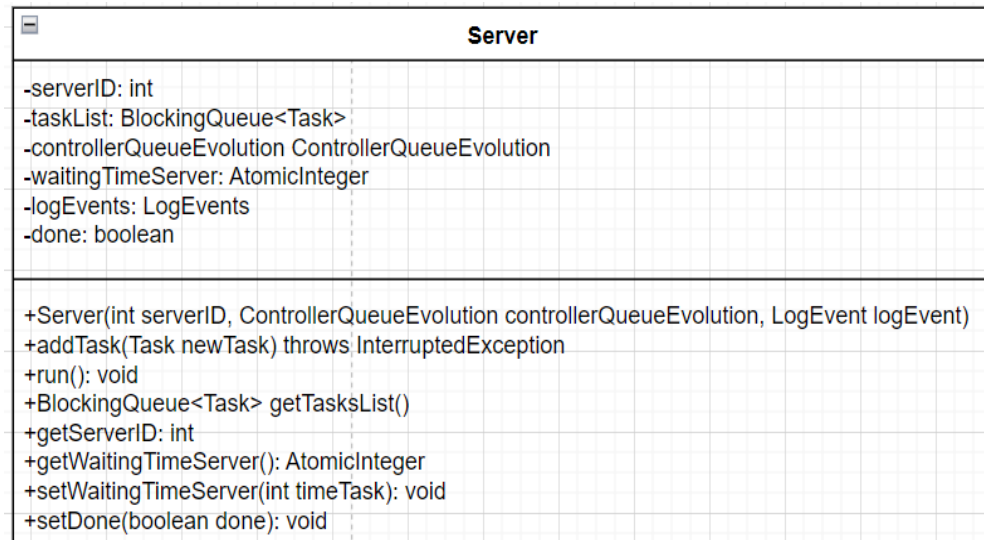 Server
-serverID: int
-taskList: BlockingQueue<Task>
-controllerQueueEvolution ControllerQueueEvolution
-waitingTimeServer: AtomicInteger
-logEvents: LogEvents
-done: boolean
+Server(int serverID, ControllerQueueEvolution controllerQueueEvolution, LogEvent logEvent)
+addTask(Task newTask) throws InterruptedException
+run(): void
+BlockingQueue<Task> getTasksList()
+getServerID: int
+getWaitingTimeServer(): AtomicInteger
+setWaitingTimeServer(int timeTask): void
+setDone(boolean done): void